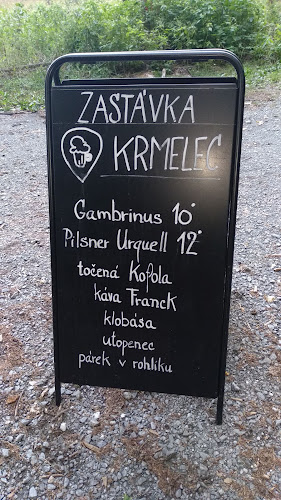 ZASTÁVKA
KRMELEC
Gambrinus 10°
Pilsner Urquell 12°
točená Kofola
káva Franck
klobása
utopenec
párek v rohlíku